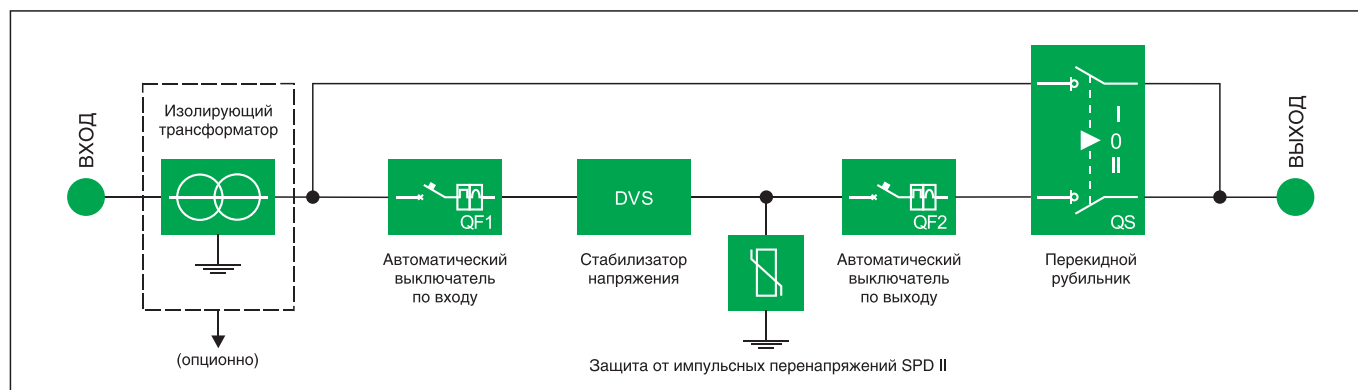 ВХОД
Изолирующий
трансформатор
(опционно)
QF1
Автоматический
выключатель
по входу
DVS
Стабилизатор
напряжения
Защита от импульсных перенапряжений SPD II
QF2
Автоматический
выключатель
по выходу
I
0
II
QS
Перекидной
рубильник
ВЫХОД